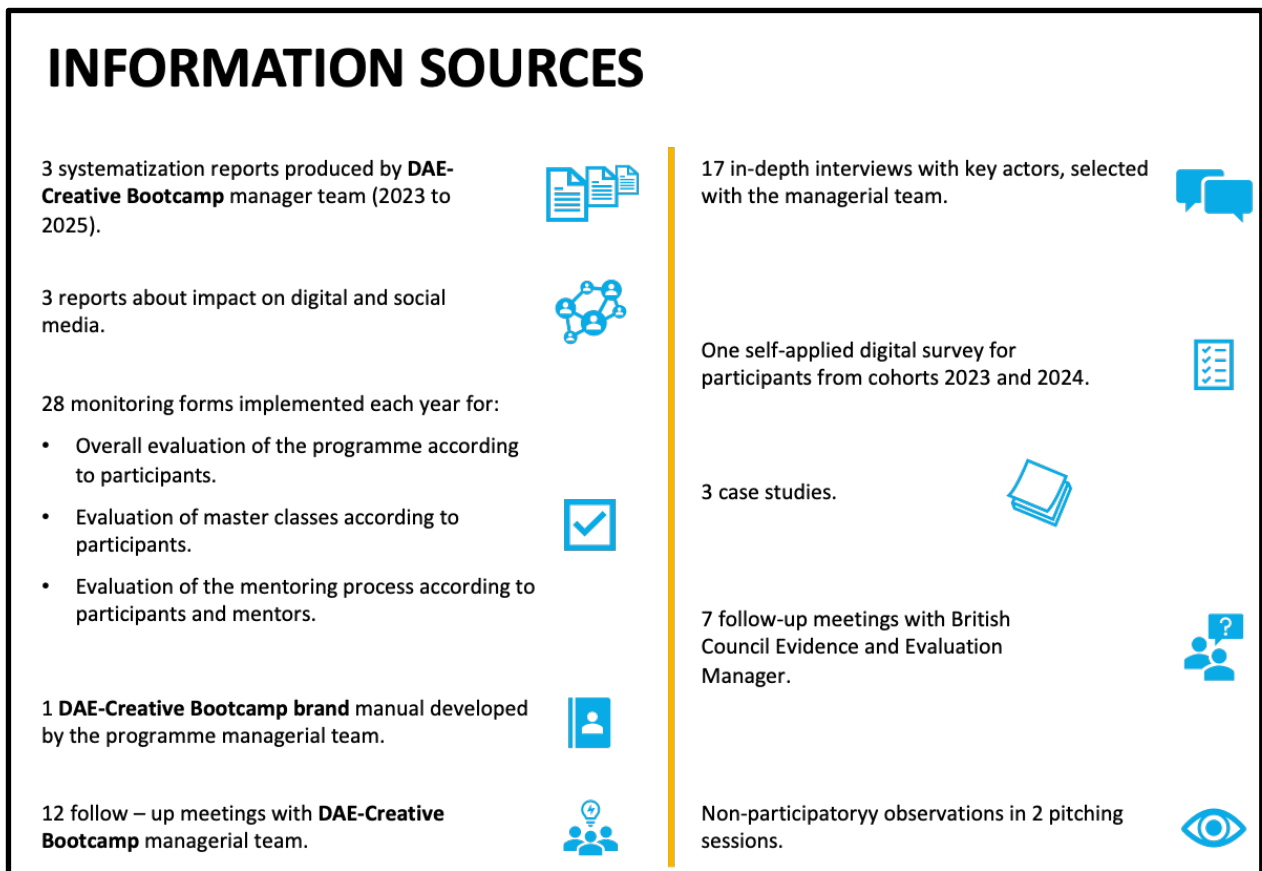 INFORMATION SOURCES
3 systematization reports produced by DAE-
Creative Bootcamp manager team (2023 to
2025).
3 reports about impact on digital and social
media.
28 monitoring forms implemented each year for:
• Overall evaluation of the programme according
to participants.
• Evaluation of master classes according to
participants.
• Evaluation of the mentoring process according to
participants and mentors.
1 DAE-Creative Bootcamp brand manual developed
by the programme managerial team.
12 follow – up meetings with DAE-Creative
Bootcamp managerial team.
17 in-depth interviews with key actors, selected
with the managerial team.
One self-applied digital survey for
participants from cohorts 2023 and 2024.
3 case studies.
7 follow-up meetings with British
Council Evidence and Evaluation
Manager.
?
Non-participatoryy observations in 2 pitching
sessions.